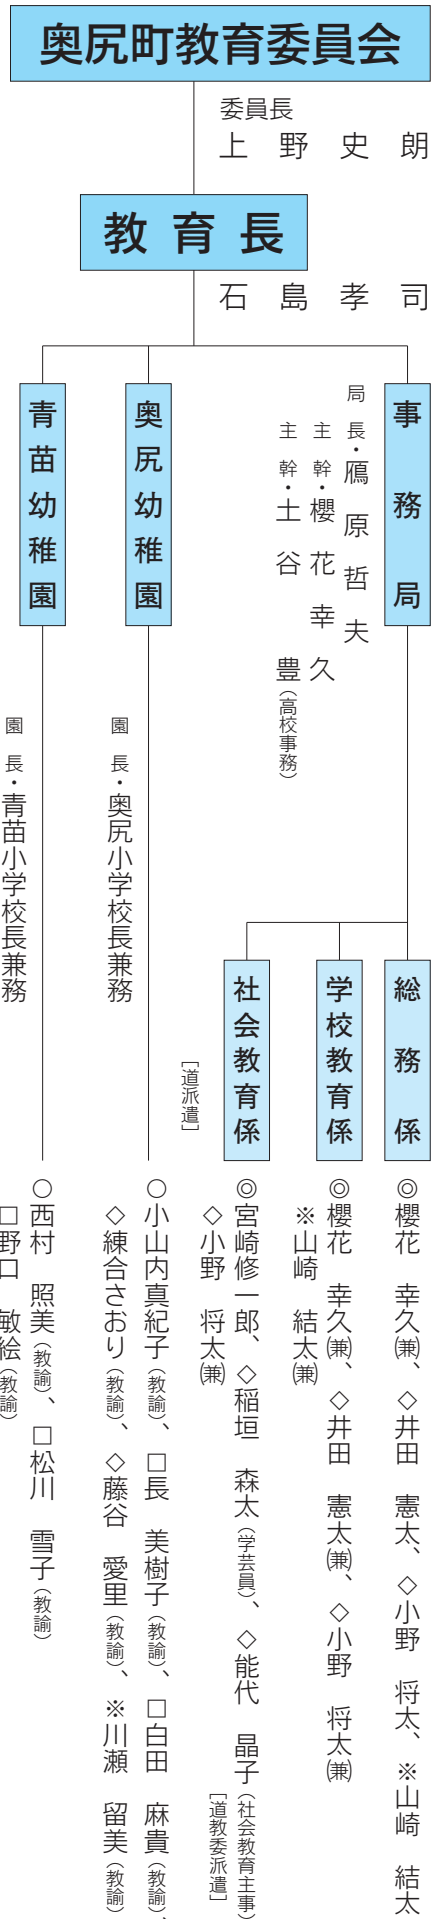 奥尻町教育委員会
委員長
上野史朗
教育長
石島孝司
事務局
局長・鴈原哲夫
主幹・櫻花幸久
主幹・土谷豊（高校事務）
総務係
◎櫻花 幸久㈱、◇井田 憲太、◇小野 将太、※山崎 結太
学校教育係
◎櫻花 幸久(兼)、◇井田 憲太(兼)、◇小野 将太(兼)
※山崎 結太(兼)
社会教育係
◎宮崎修一郎、◇稲垣 森太（学芸員）、◇能代 晶子（社会教育主事）
［道教委派遣］
◇小野 将太(兼)
［道派遣］
奥尻幼稚園
園長・奥尻小学校長兼務
○小山内真紀子（教諭）、□長 美樹子（教諭）、□白田 麻貴（教諭）、
◇練合さおり（教諭）、◇藤谷 愛里（教諭）、※川瀬 留美（教諭）
青苗幼稚園
園長・青苗小学校長兼務
○西村 照美（教諭）、□松川 雪子（教諭）
□野口 敏絵（教諭）